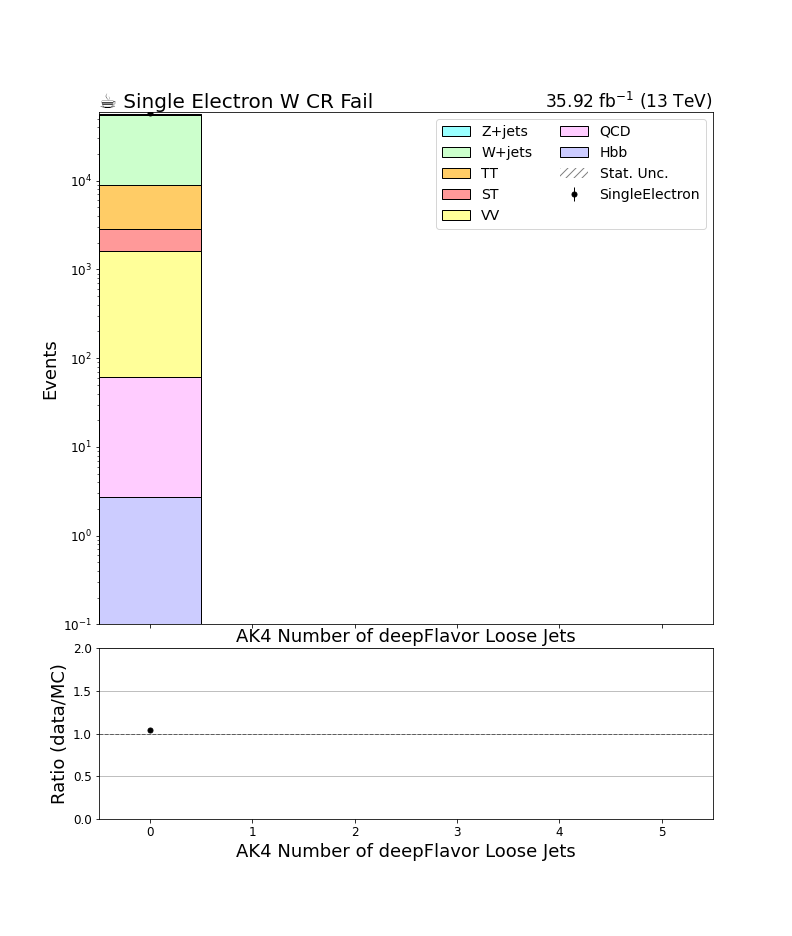 ☕ Single Electron W CR Fail
35.92 fb⁻¹ (13 TeV)
Z+jets
W+jets
TT
ST
VV
QCD
Hbb
Stat. Unc.
SingleElectron
Events
10⁴
10³
10²
10¹
10⁰
10⁻¹
AK4 Number of deepFlavor Loose Jets
Ratio (data/MC)
2.0
1.5
1.0
0.5
0.0
0 1 2 3 4 5
AK4 Number of deepFlavor Loose Jets